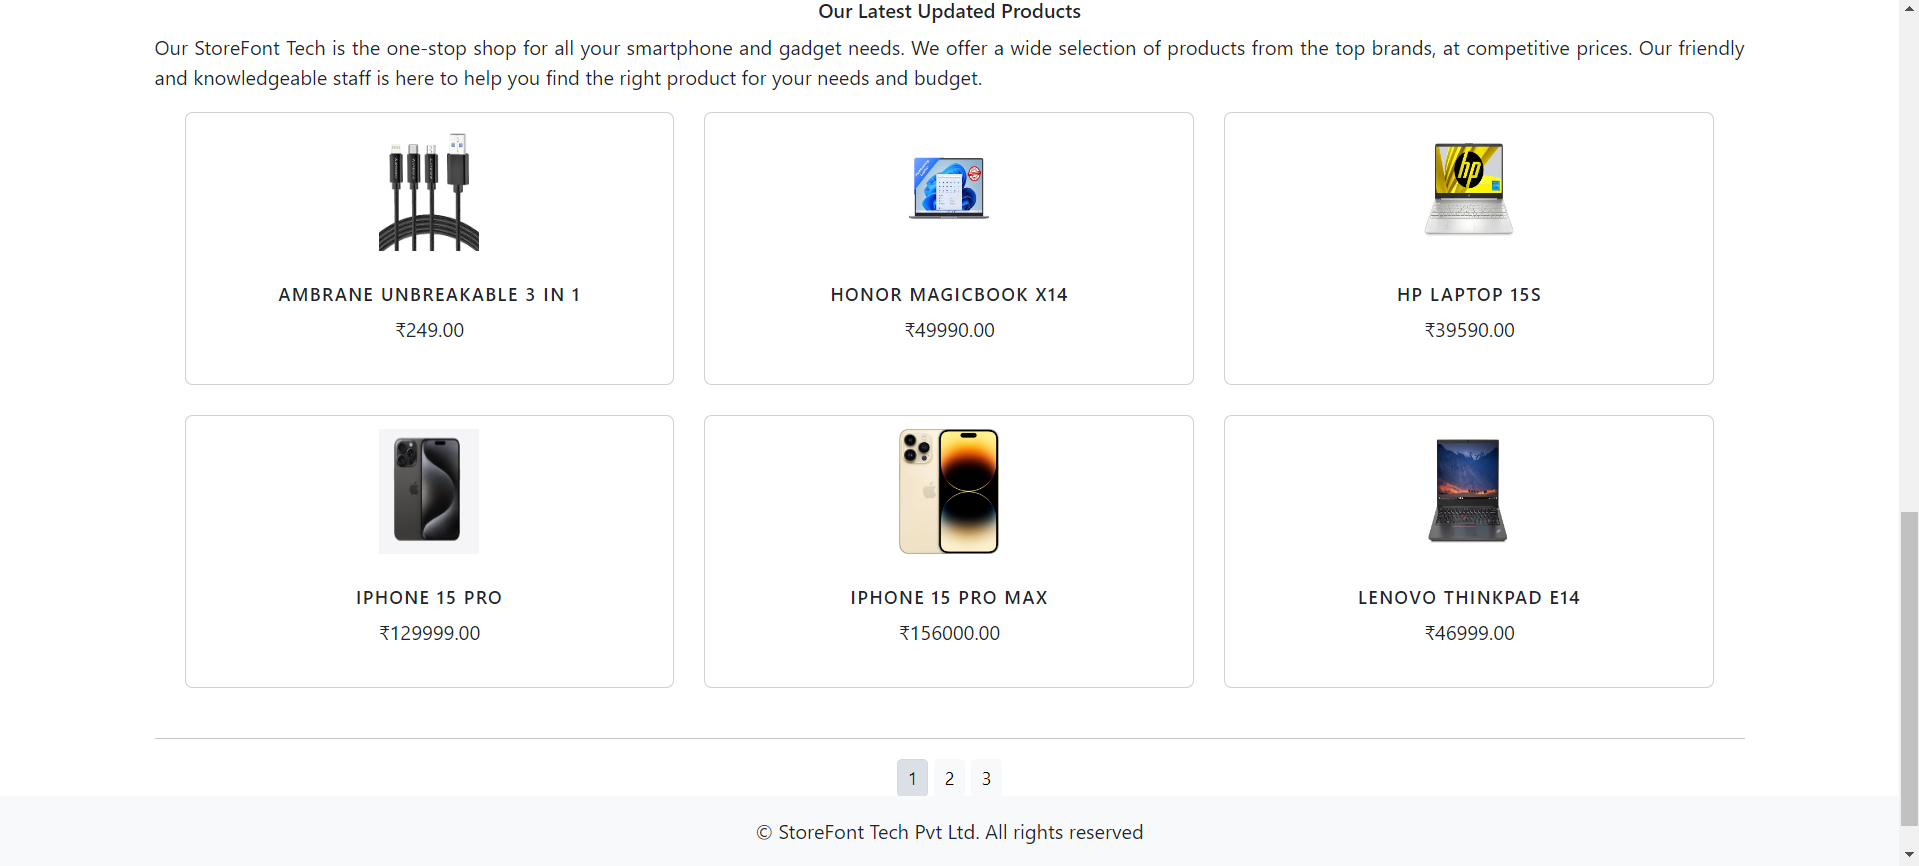 Our Latest Updated Products
Our StoreFont Tech is the one-stop shop for all your smartphone and gadget needs. We offer a wide selection of products from the top brands, at competitive prices. Our friendly
and knowledgeable staff is here to help you find the right product for your needs and budget.
hp
AMBRANE UNBREAKABLE 3 IN 1
HONOR MAGICBOOK X14
HP LAPTOP 15S
₹249.00
₹49990.00
₹39590.00
IPHONE 15 PRO
IPHONE 15 PRO MAX
LENOVO THINKPAD E14
₹129999.00
₹156000.00
₹46999.00
1 2 3
© StoreFont Tech Pvt Ltd. All rights reserved